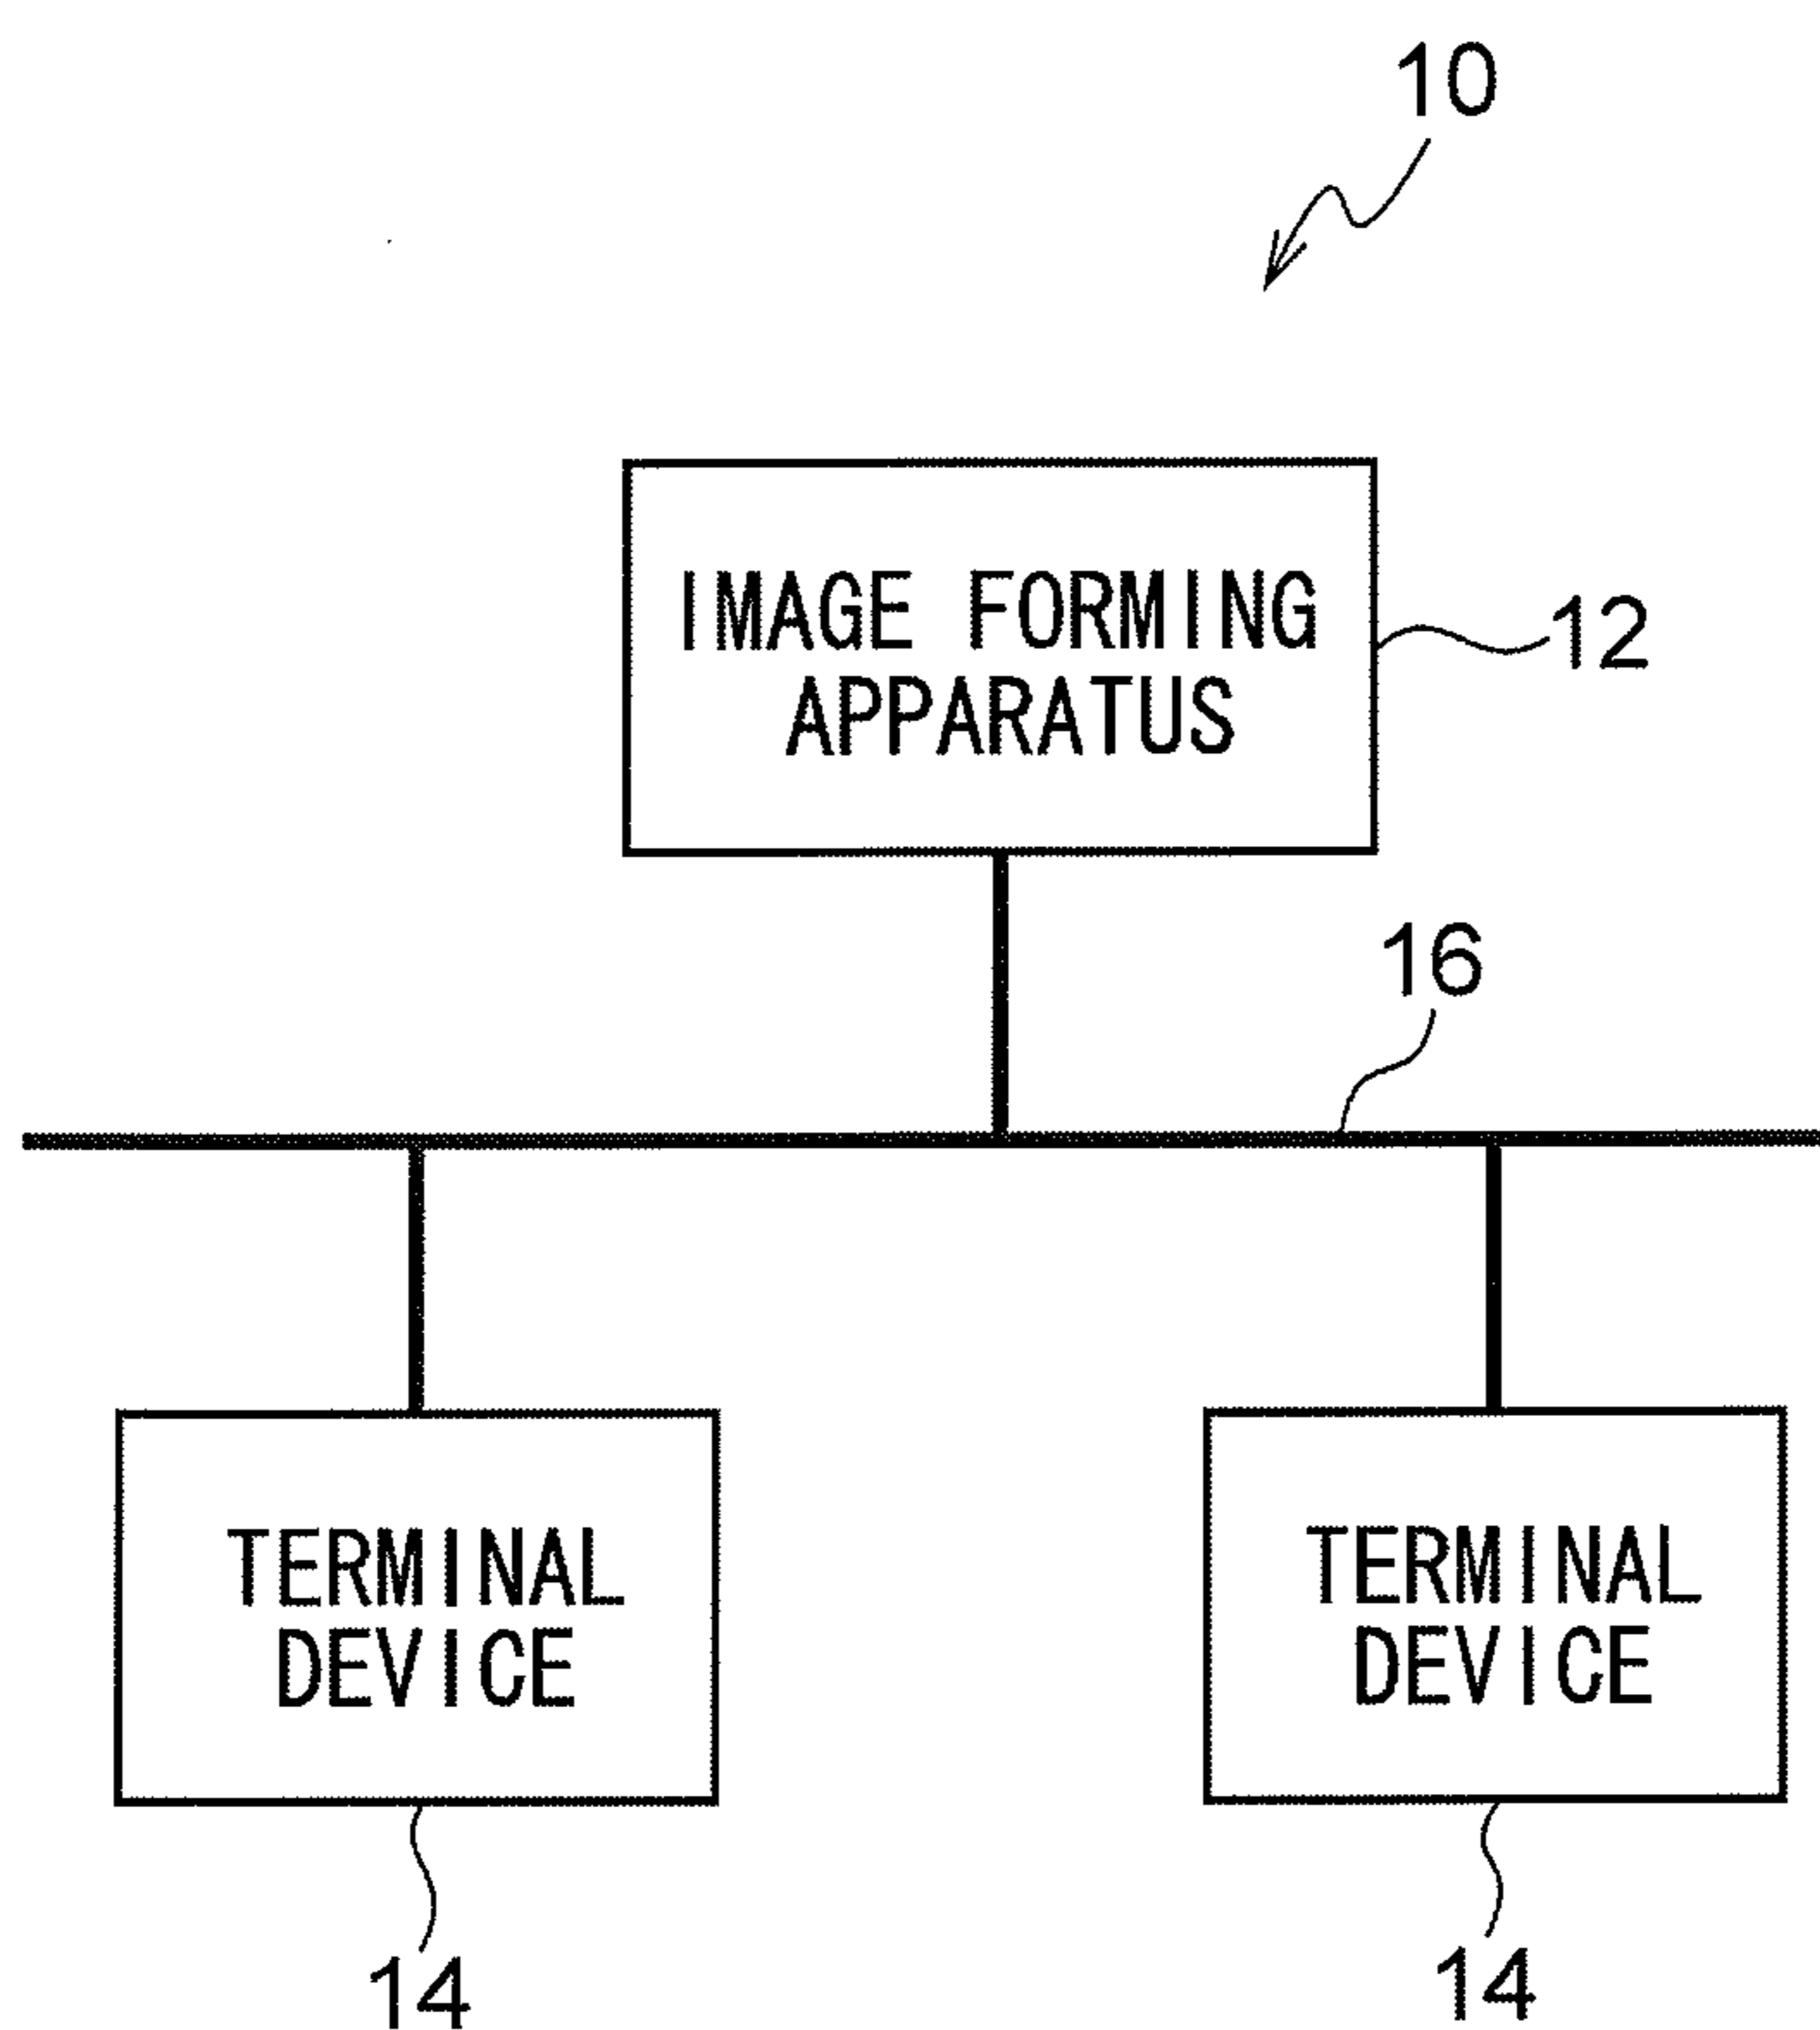 10
IMAGE FORMING
APPARATUS
12
16
TERMINAL
DEVICE
TERMINAL
DEVICE
14
14